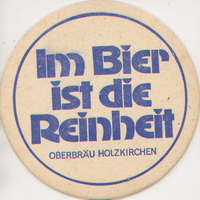 Im Bier
ist die
Reinheit
OBERBRÄU HOLZKIRCHEN